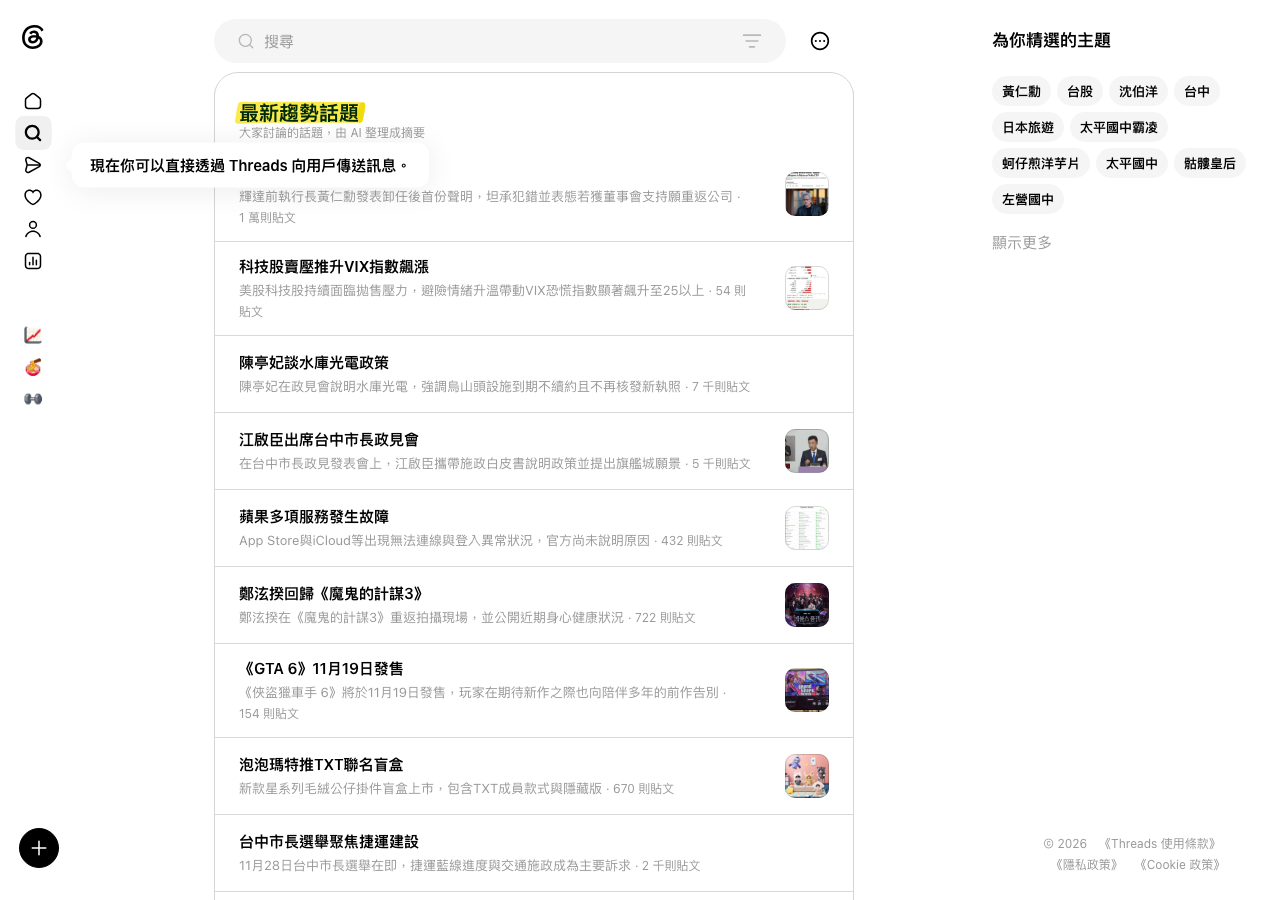 搜尋
最新趨勢話題
大家討論的話題，由 AI 整理成摘要
現在你可以直接透過 Threads 向用戶傳送訊息。
輝達前執行長黃仁勳發表卸任後首份聲明，坦承犯錯並表態若獲董事會支持願重返公司 ·
1 萬則貼文
科技股賣壓推升VIX指數飆漲
美股科技股持續面臨拋售壓力，避險情緒升溫帶動VIX恐慌指數顯著飆升至25以上 · 54 則
貼文
陳亭妃談水庫光電政策
陳亭妃在政見會說明水庫光電，強調烏山頭設施到期不續約且不再核發新執照 · 7 千則貼文
江啟臣出席台中市長政見會
在台中市長政見發表會上，江啟臣攜帶施政白皮書說明政策並提出旗艦城願景 · 5 千則貼文
蘋果多項服務發生故障
App Store與iCloud等出現無法連線與登入異常狀況，官方尚未說明原因 · 432 則貼文
鄭泫揆回歸《魔鬼的計謀3》
鄭泫揆在《魔鬼的計謀3》重返拍攝現場，並公開近期身心健康狀況 · 722 則貼文
《GTA 6》11月19日發售
《俠盜獵車手 6》將於11月19日發售，玩家在期待新作之際也向陪伴多年的前作告別 ·
154 則貼文
泡泡瑪特推TXT聯名盲盒
新款星系列毛絨公仔掛件盲盒上市，包含TXT成員款式與隱藏版 · 670 則貼文
台中市長選舉聚焦捷運建設
11月28日台中市長選舉在即，捷運藍線進度與交通施政成為主要訴求 · 2 千則貼文
為你精選的主題
黃仁勳 台股 沈伯洋 台中
日本旅遊 太平國中霸凌
蚵仔煎洋芋片 太平國中 骷髏皇后
左營國中
顯示更多
© 2026 《Threads 使用條款》
《隱私政策》 《Cookie 政策》